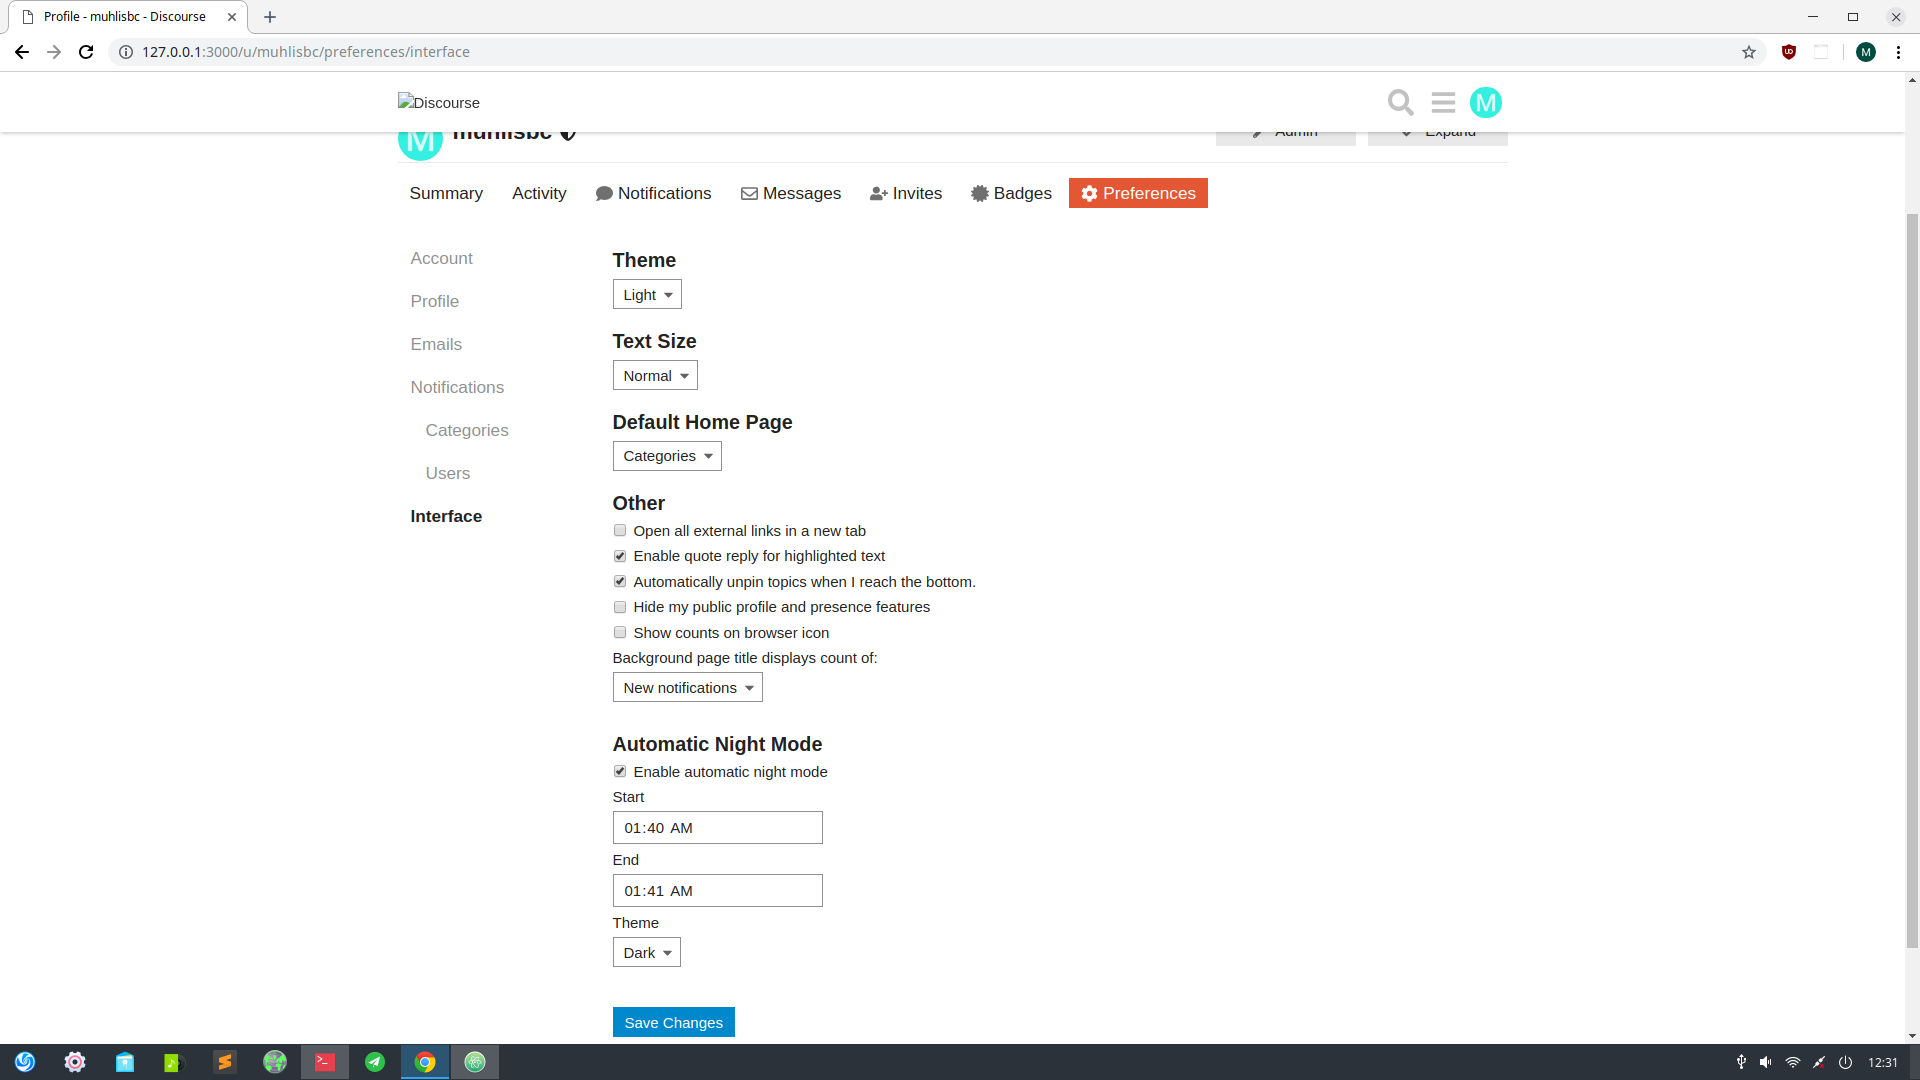 Profile - muhlisbc - Discourse
127.0.0.1:3000/u/muhlisbc/preferences/interface
M
Discourse
M
M
muhlisbc
Admin
Expand
Summary
Activity
Notifications
Messages
Invites
Badges
Preferences
Account
Profile
Emails
Notifications
Categories
Users
Interface
Theme
Light
Text Size
Normal
Default Home Page
Categories
Other
Open all external links in a new tab
Enable quote reply for highlighted text
Automatically unpin topics when I reach the bottom.
Hide my public profile and presence features
Show counts on browser icon
Background page title displays count of:
New notifications
Automatic Night Mode
Enable automatic night mode
Start
01:40 AM
End
01:41 AM
Theme
Dark
Save Changes
12:31